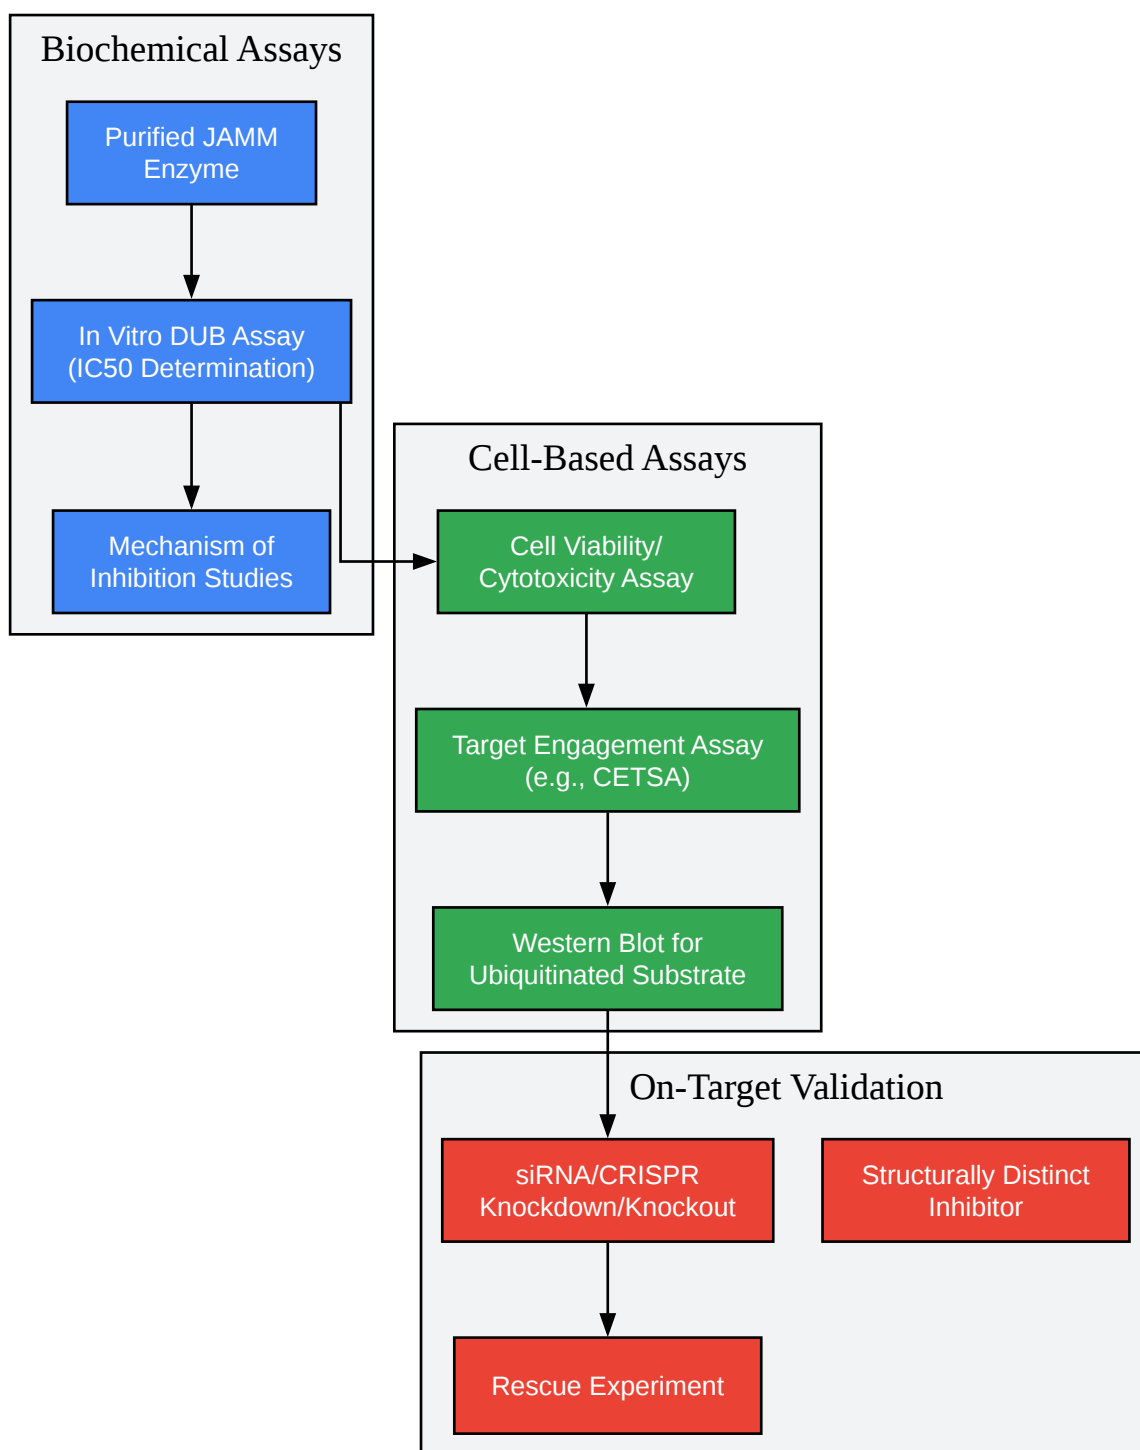 Biochemical Assays
Purified JAMM
Enzyme
In Vitro DUB Assay
(IC50 Determination)
Mechanism of
Inhibition Studies
Cell-Based Assays
Cell Viability/
Cytotoxicity Assay
Target Engagement Assay
(e.g., CETSA)
Western Blot for
Ubiquitinated Substrate
On-Target Validation
siRNA/CRISPR
Knockdown/Knockout
Structurally Distinct
Inhibitor
Rescue Experiment